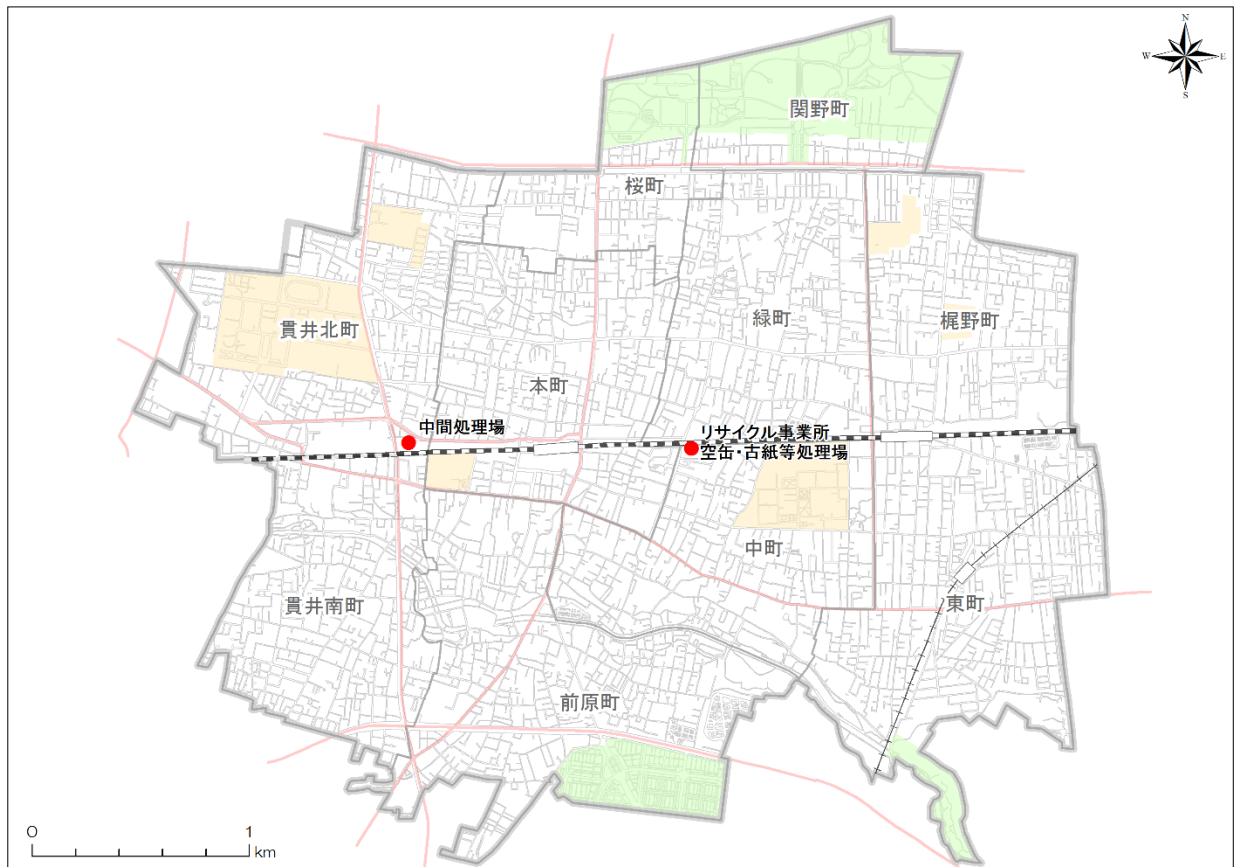 N
W
E
S
関野町
桜町
緑町
梶野町
貫井北町
本町
中間処理場
リサイクル事業所
空缶・古紙等処理場
中町
貫井南町
東町
前原町
0
1
km